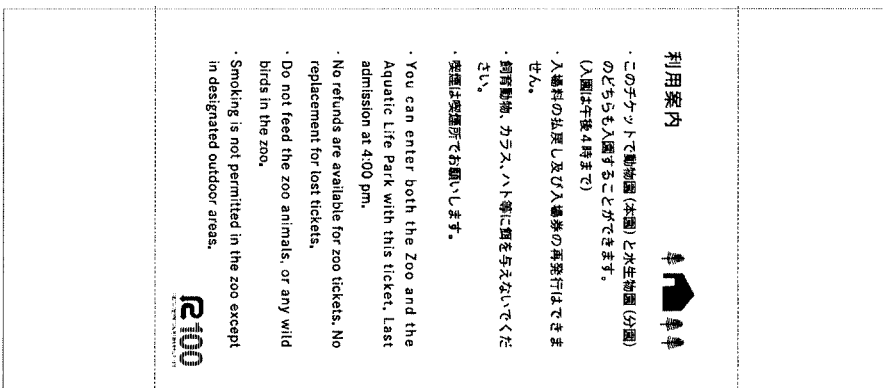 利用案内
・このチケットで動物園(本園)と水生物園(分園)
のどちらも入園することができます。
(入園は午後4時まで)
・入場料の払戻し及び入場券の再発行はできま
せん。
・飼育動物、カラス、ハト等に餌を与えないでくだ
さい。
・喫煙は喫煙所でお願いします。
・You can enter both the Zoo and the
Aquatic Life Park with this ticket. Last
admission at 4:00 pm.
・No refunds are available for zoo tickets. No
replacement for lost tickets.
・Do not feed the zoo animals, or any wild
birds in the zoo.
・Smoking is not permitted in the zoo except
in designated outdoor areas.
R100